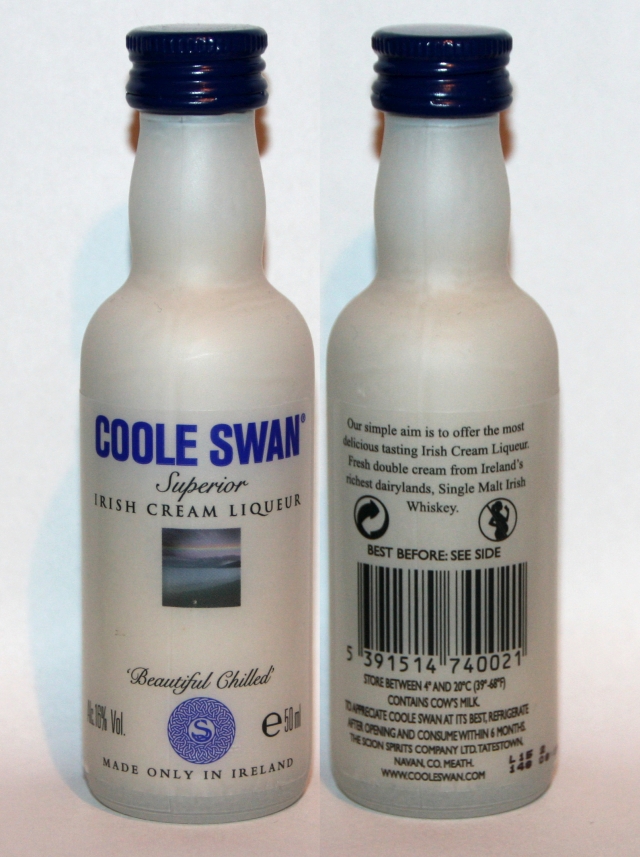 COOLE SWAN®
Superior
IRISH CREAM LIQUEUR
'Beautiful Chilled'
Alc.16% Vol.
S
e50 ml
MADE ONLY IN IRELAND
Our simple aim is to offer the most
delicious tasting Irish Cream Liqueur.
Fresh double cream from Ireland's
richest dairylands, Single Malt Irish
Whiskey.
BEST BEFORE: SEE SIDE
5 391514 740021
STORE BETWEEN 4° AND 20°C (39°-68°F)
CONTAINS COW'S MILK.
TO APPRECIATE COOLE SWAN AT ITS BEST, REFRIGERATE
AFTER OPENING AND CONSUME WITHIN 6 MONTHS.
THE SCION SPIRITS COMPANY LTD. TATESTOWN,
NAVAN, CO. MEATH.
WWW.COOLESWAN.COM